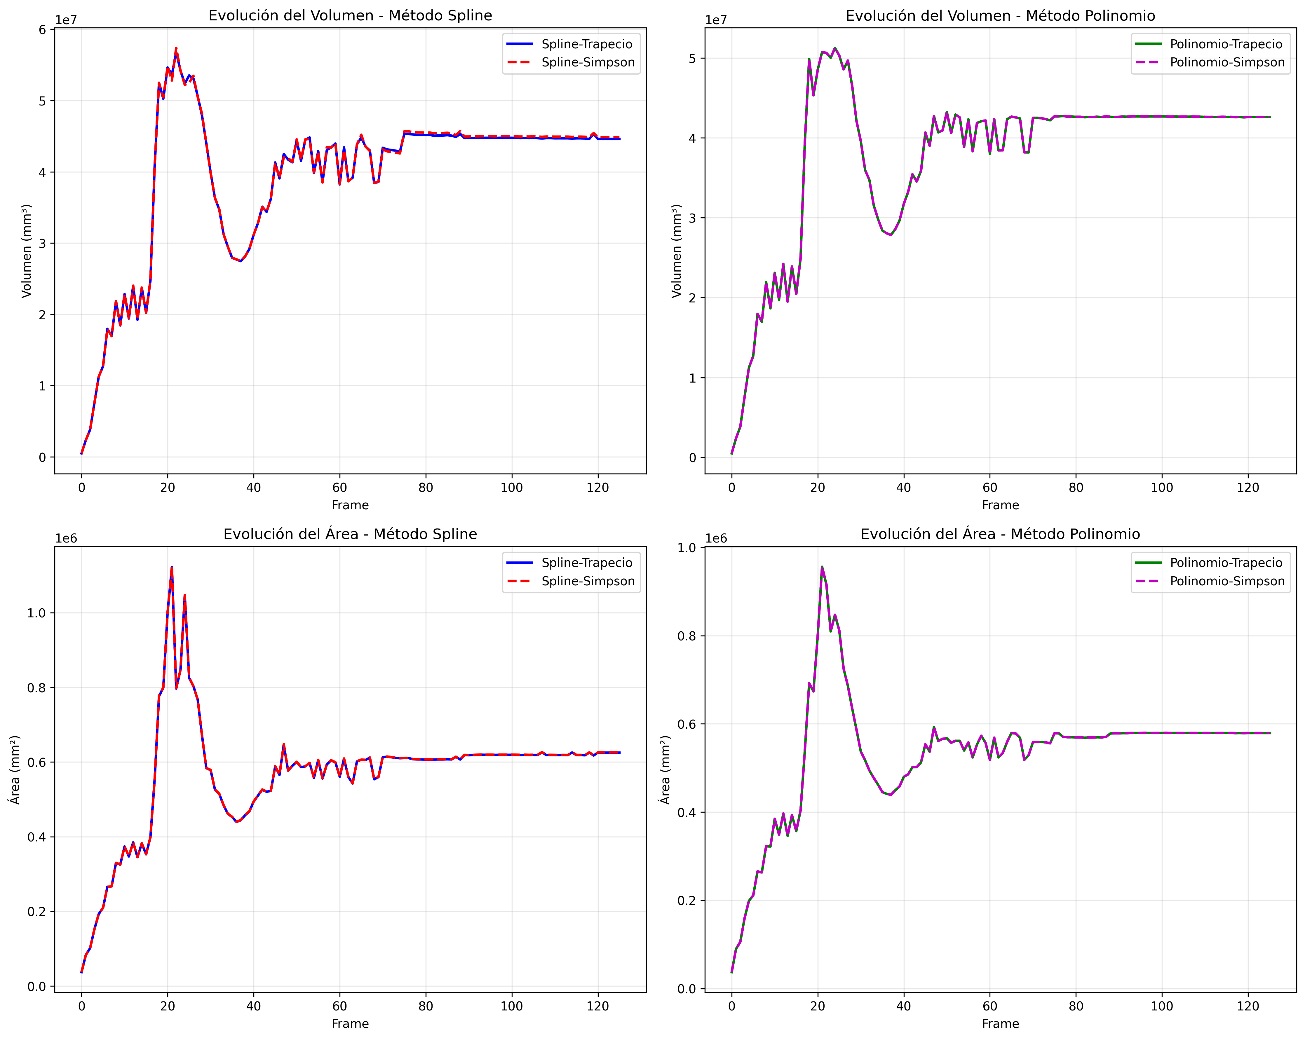 Evolución del Volumen - Método Spline
1e7
Spline-Trapecio
Spline-Simpson
6
5
4
3
2
1
0
Volumen (mm³)
0 20 40 60 80 100 120
Frame
Evolución del Volumen - Método Polinomio
1e7
Polinomio-Trapecio
Polinomio-Simpson
5
4
3
2
1
0
Volumen (mm³)
0 20 40 60 80 100 120
Frame
Evolución del Área - Método Spline
1e6
Spline-Trapecio
Spline-Simpson
1.0
0.8
0.6
0.4
0.2
0.0
Área (mm²)
0 20 40 60 80 100 120
Frame
Evolución del Área - Método Polinomio
1e6
Polinomio-Trapecio
Polinomio-Simpson
1.0
0.8
0.6
0.4
0.2
0.0
Área (mm²)
0 20 40 60 80 100 120
Frame